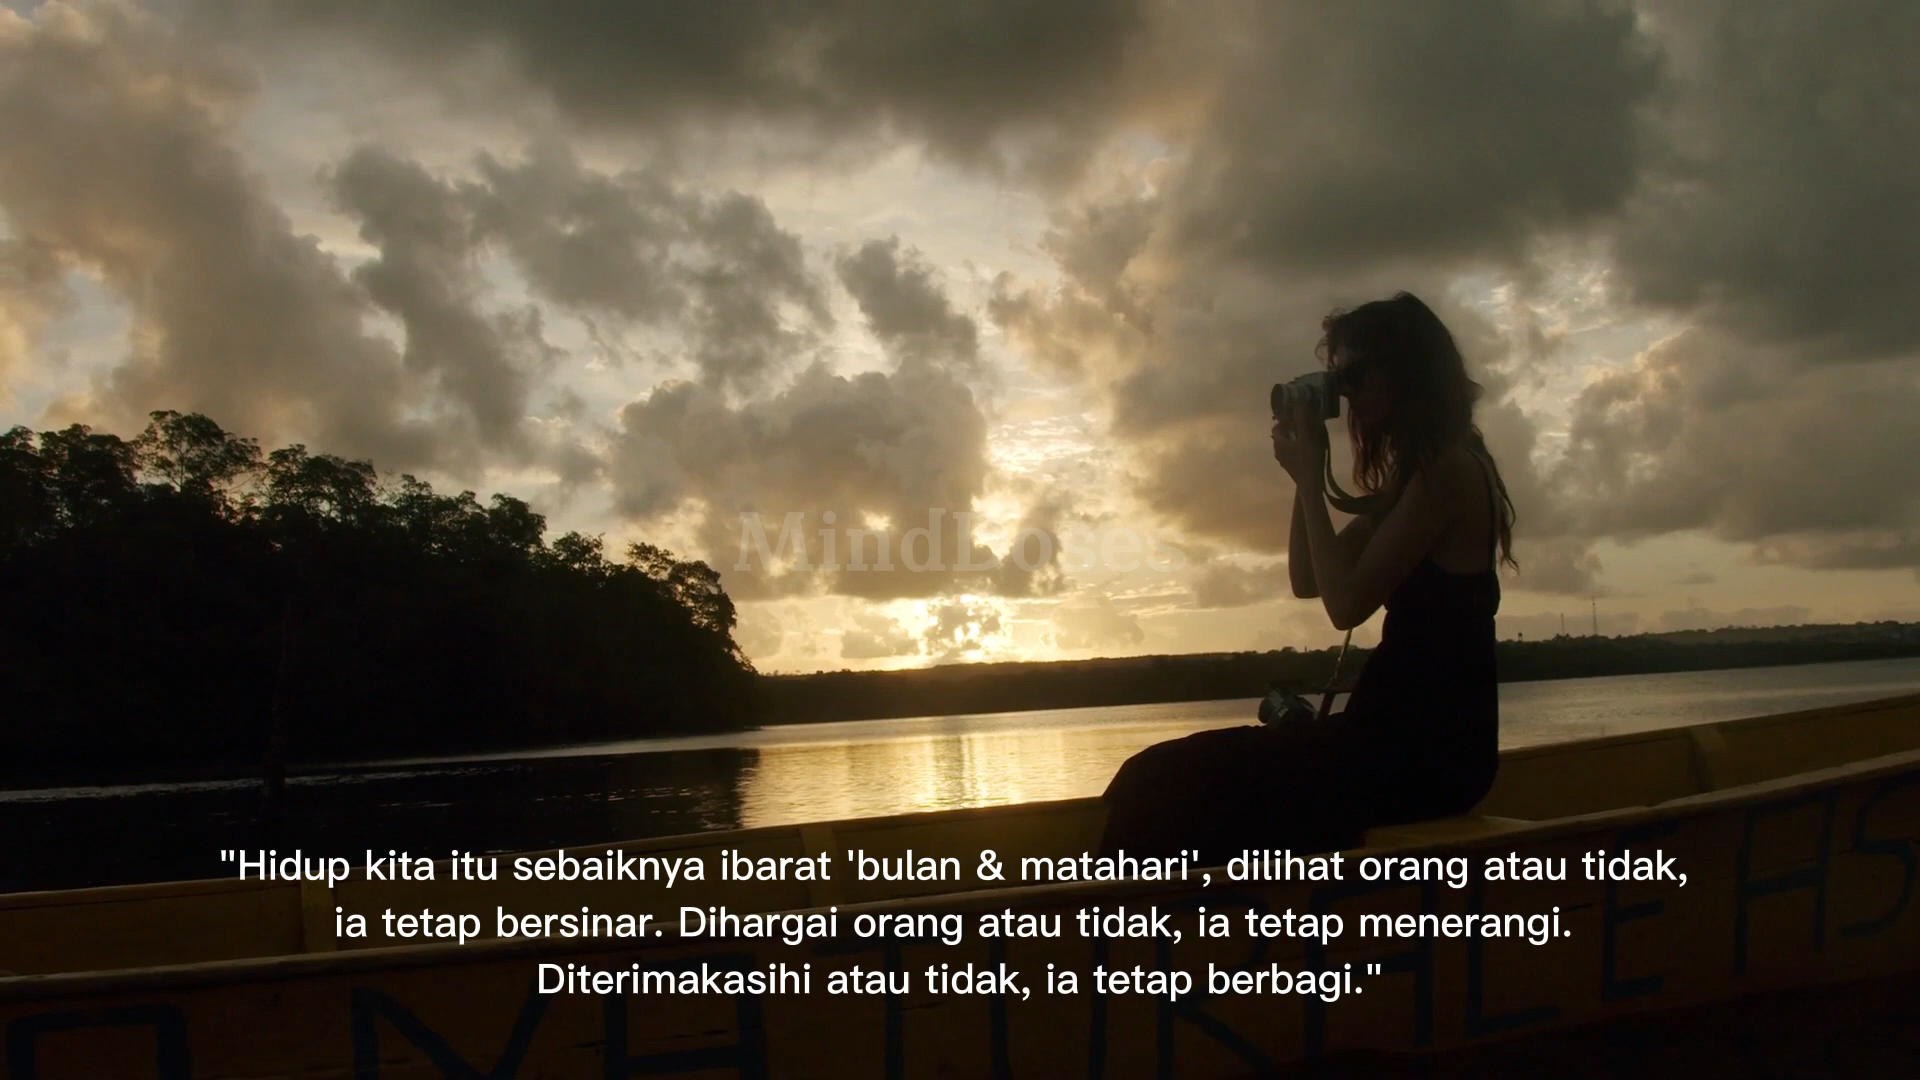 MindDoses
"Hidup kita itu sebaiknya ibarat 'bulan & matahari', dilihat orang atau tidak,
ia tetap bersinar. Dihargai orang atau tidak, ia tetap menerangi.
Diterimakasihi atau tidak, ia tetap berbagi."